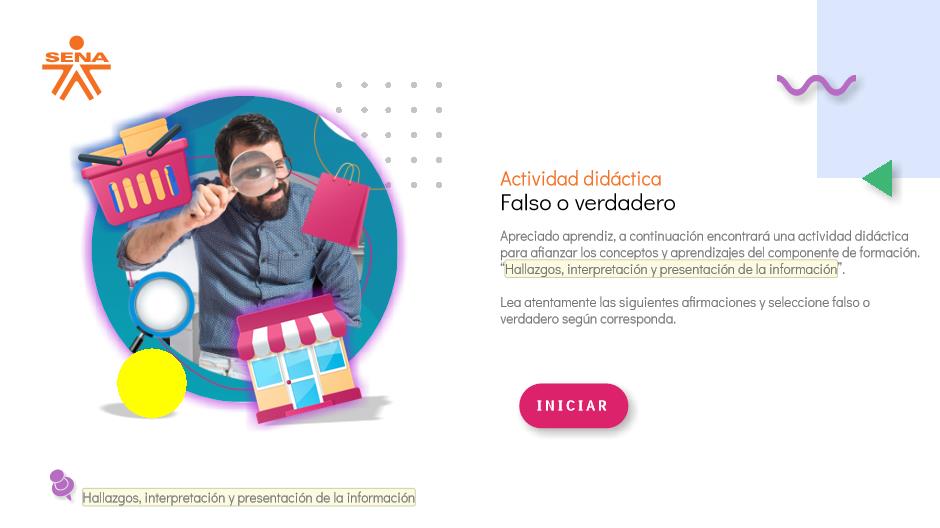 SENA
Actividad didáctica
Falso o verdadero
Apreciado aprendiz, a continuación encontrará una actividad didáctica
para afianzar los conceptos y aprendizajes del componente de formación.
“Hallazgos, interpretación y presentación de la información”.
Lea atentamente las siguientes afirmaciones y seleccione falso o
verdadero según corresponda.
INICIAR
Hallazgos, interpretación y presentación de la información